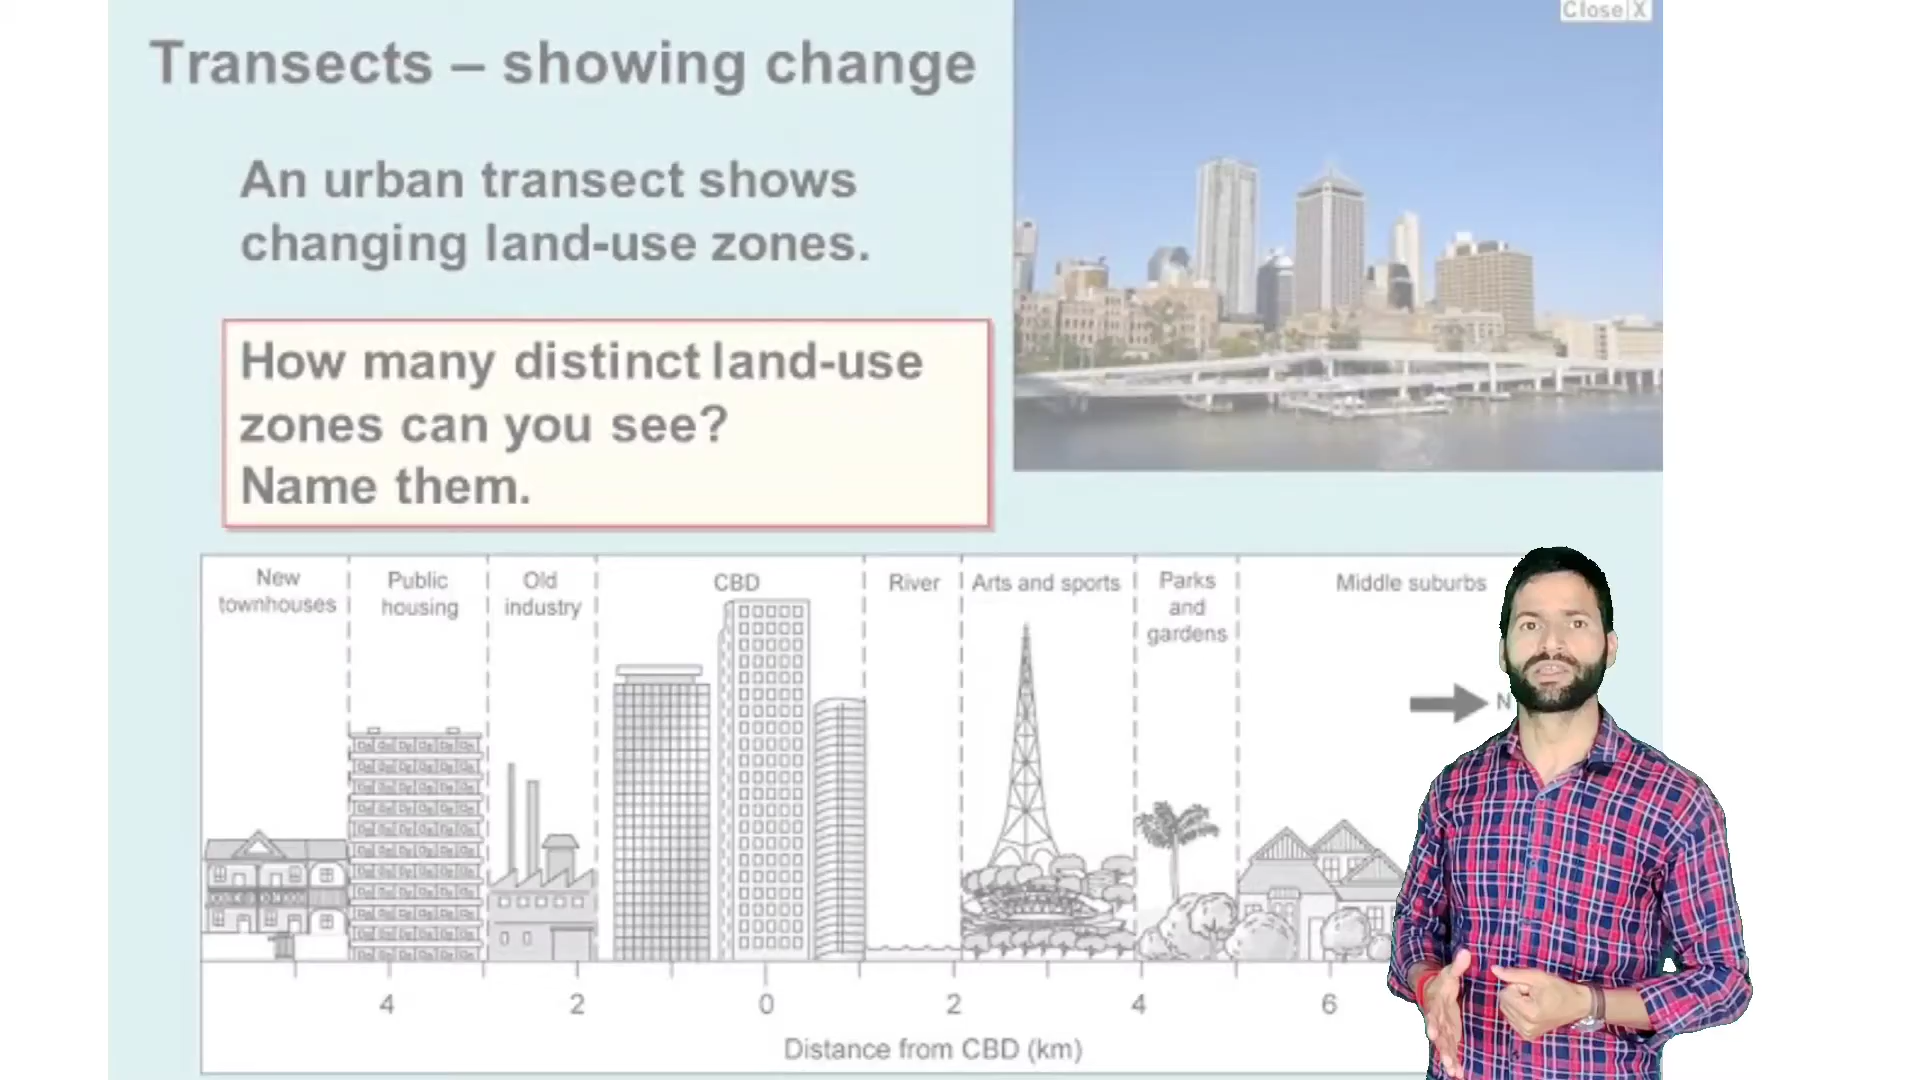 Close X
Transects – showing change
An urban transect shows
changing land-use zones.
How many distinct land-use
zones can you see?
Name them.
New
townhouses
Public
housing
Old
industry
CBD
River
Arts and sports
Parks
and
gardens
Middle suburbs
N
4 2 0 2 4 6
Distance from CBD (km)